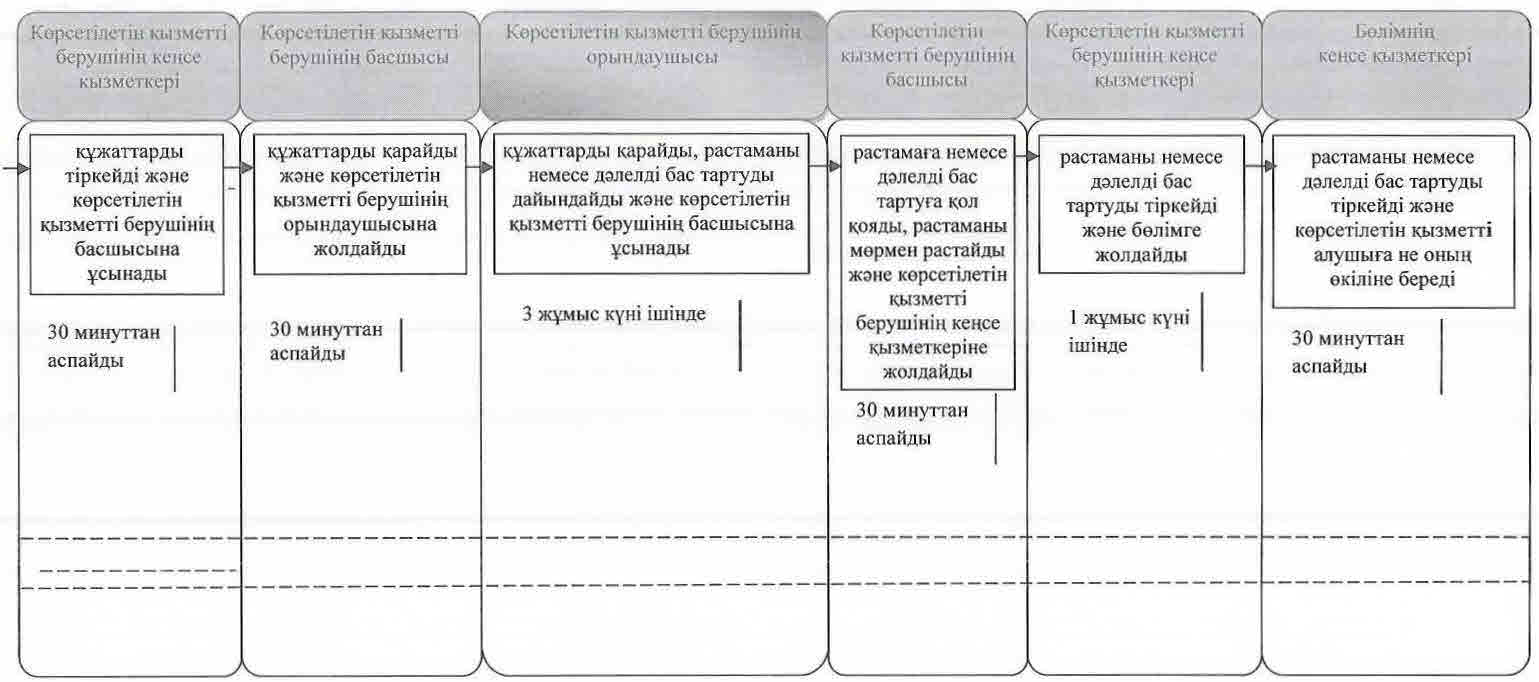 Көрсетілетін қызметті
берушінің кеңсе
қызметкері
Көрсетілетін қызметті
берушінің басшысы
Көрсетілетін қызметті берушінің
орындаушысы
Көрсетілетін
қызметті берушінің
басшысы
Көрсетілетін қызметті
берушінің кеңсе
қызметкері
Бөлімнің
кеңсе қызметкері
құжаттарды
тіркейді және
көрсетілетін
қызметті берушінің
басшысына
ұсынады
30 минуттан
аспайды
құжаттарды қарайды
және көрсетілетін
қызметті берушінің
орындаушысына
жолдайды
30 минуттан
аспайды
құжаттарды қарайды, растаманы
немесе дәлелді бас тартуды
дайындайды және көрсетілетін
қызметті берушінің басшысына
ұсынады
3 жұмыс күні ішінде
растамаға немесе
дәлелді бас
тартуға қол
қояды, растаманы
мөрмен растайды
және көрсетілетін
қызметті
берушінің кеңсе
қызметкеріне
жолдайды
30 минуттан
аспайды
растаманы немесе
дәлелді бас
тартуды тіркейді
және бөлімге
жолдайды
1 жұмыс күні
ішінде
растаманы немесе
дәлелді бас тартуды
тіркейді және
көрсетілетін қызметті
алушыға не оның
өкіліне береді
30 минуттан
аспайды